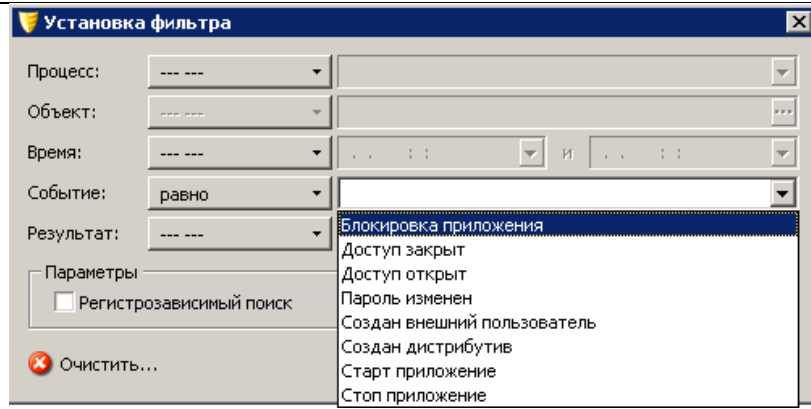 Установка фильтра
Процесс: --- ---
Объект: --- ---
Время: --- --- . . : : и . . : :
Событие: равно
Результат: --- ---
Блокировка приложения
Доступ закрыт
Доступ открыт
Пароль изменен
Создан внешний пользователь
Создан дистрибутив
Старт приложение
Стоп приложение
Параметры
Регистрозависимый поиск
Очистить...